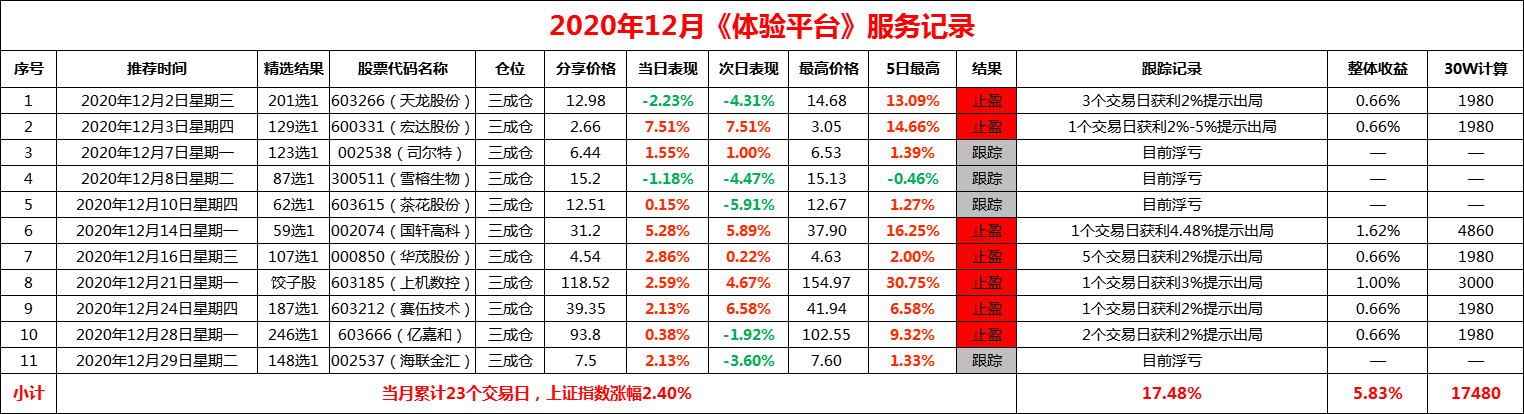 2020年12月《体验平台》服务记录
序号 推荐时间 精选结果 股票代码名称 仓位 分享价格 当日表现 次日表现 最高价格 5日最高 结果 跟踪记录 整体收益 30W计算
1 2020年12月2日星期三 201选1 603266（天龙股份） 三成仓 12.98 -2.23% -4.31% 14.68 13.09% 止盈 3个交易日获利2%提示出局 0.66% 1980
2 2020年12月3日星期四 129选1 600331（宏达股份） 三成仓 2.66 7.51% 7.51% 3.05 14.66% 止盈 1个交易日获利2%-5%提示出局 0.66% 1980
3 2020年12月7日星期一 123选1 002538（司尔特） 三成仓 6.44 1.55% 1.00% 6.53 1.39% 跟踪 目前浮亏 — —
4 2020年12月8日星期二 87选1 300511（雪榕生物） 三成仓 15.2 -1.18% -4.47% 15.13 -0.46% 跟踪 目前浮亏 — —
5 2020年12月10日星期四 62选1 603615（茶花股份） 三成仓 12.51 0.15% -5.91% 12.67 1.27% 跟踪 目前浮亏 — —
6 2020年12月14日星期一 59选1 002074（国轩高科） 三成仓 31.2 5.28% 5.89% 37.90 16.25% 止盈 1个交易日获利4.48%提示出局 1.62% 4860
7 2020年12月16日星期三 107选1 000850（华茂股份） 三成仓 4.54 2.86% 0.22% 4.63 2.00% 止盈 5个交易日获利2%提示出局 0.66% 1980
8 2020年12月21日星期一 饺子股 603185（上机数控） 三成仓 118.52 2.59% 4.67% 154.97 30.75% 止盈 1个交易日获利3%提示出局 1.00% 3000
9 2020年12月24日星期四 187选1 603212（赛伍技术） 三成仓 39.35 2.13% 6.58% 41.94 6.58% 止盈 1个交易日获利2%提示出局 0.66% 1980
10 2020年12月28日星期一 246选1 603666（亿嘉和） 三成仓 93.8 0.38% -1.92% 102.55 9.32% 止盈 2个交易日获利2%提示出局 0.66% 1980
11 2020年12月29日星期二 148选1 002537（海联金汇） 三成仓 7.5 2.13% -3.60% 7.60 1.33% 跟踪 目前浮亏 — —
小计 当月累计23个交易日，上证指数涨幅2.40% 17.48% 5.83% 17480